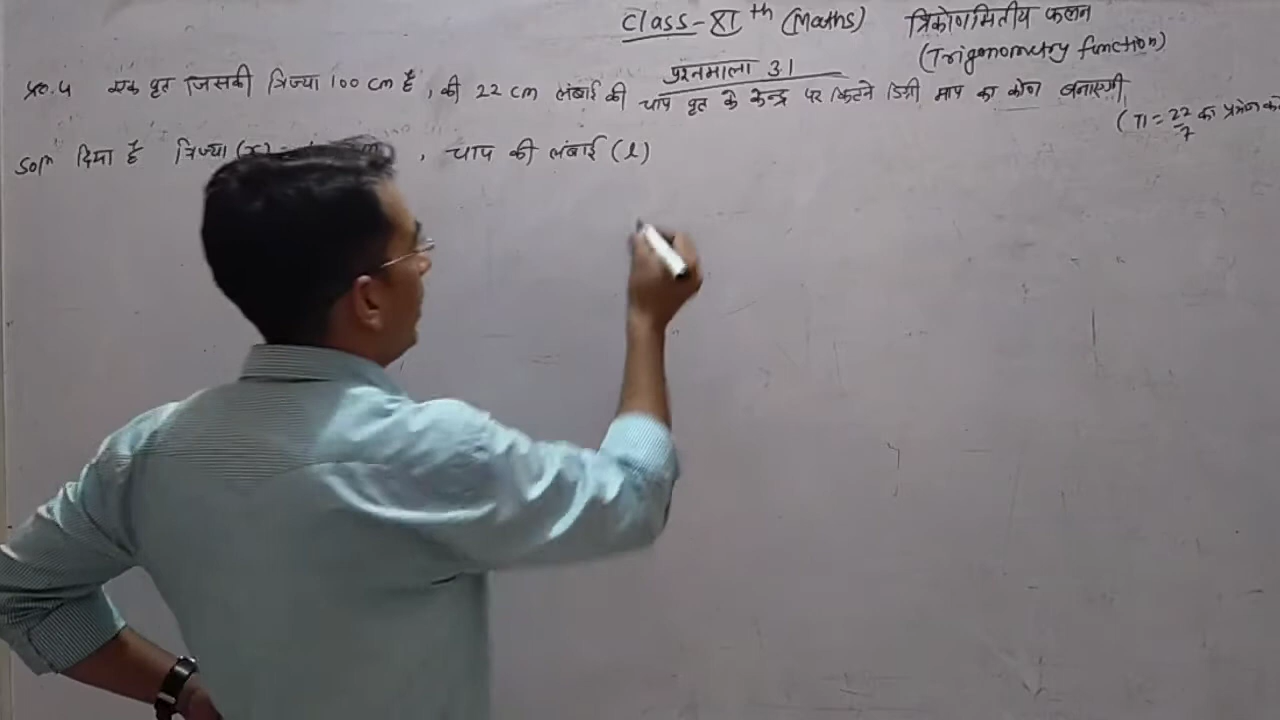 Class-XI th (Maths) त्रिकोणमितीय फलन
(Trigonometry function)
प्रश्नमाला 3.1
प्र०.4 एक वृत जिसकी त्रिज्या 100 cm है, की 22 cm लंबाई की चाप वृत के केन्द्र पर कितने डिग्री माप का कोण बनाएगी
(π = 22/7 का प्रयोग
Soln दिया है त्रिज्या (r) = , चाप की लंबाई (l)